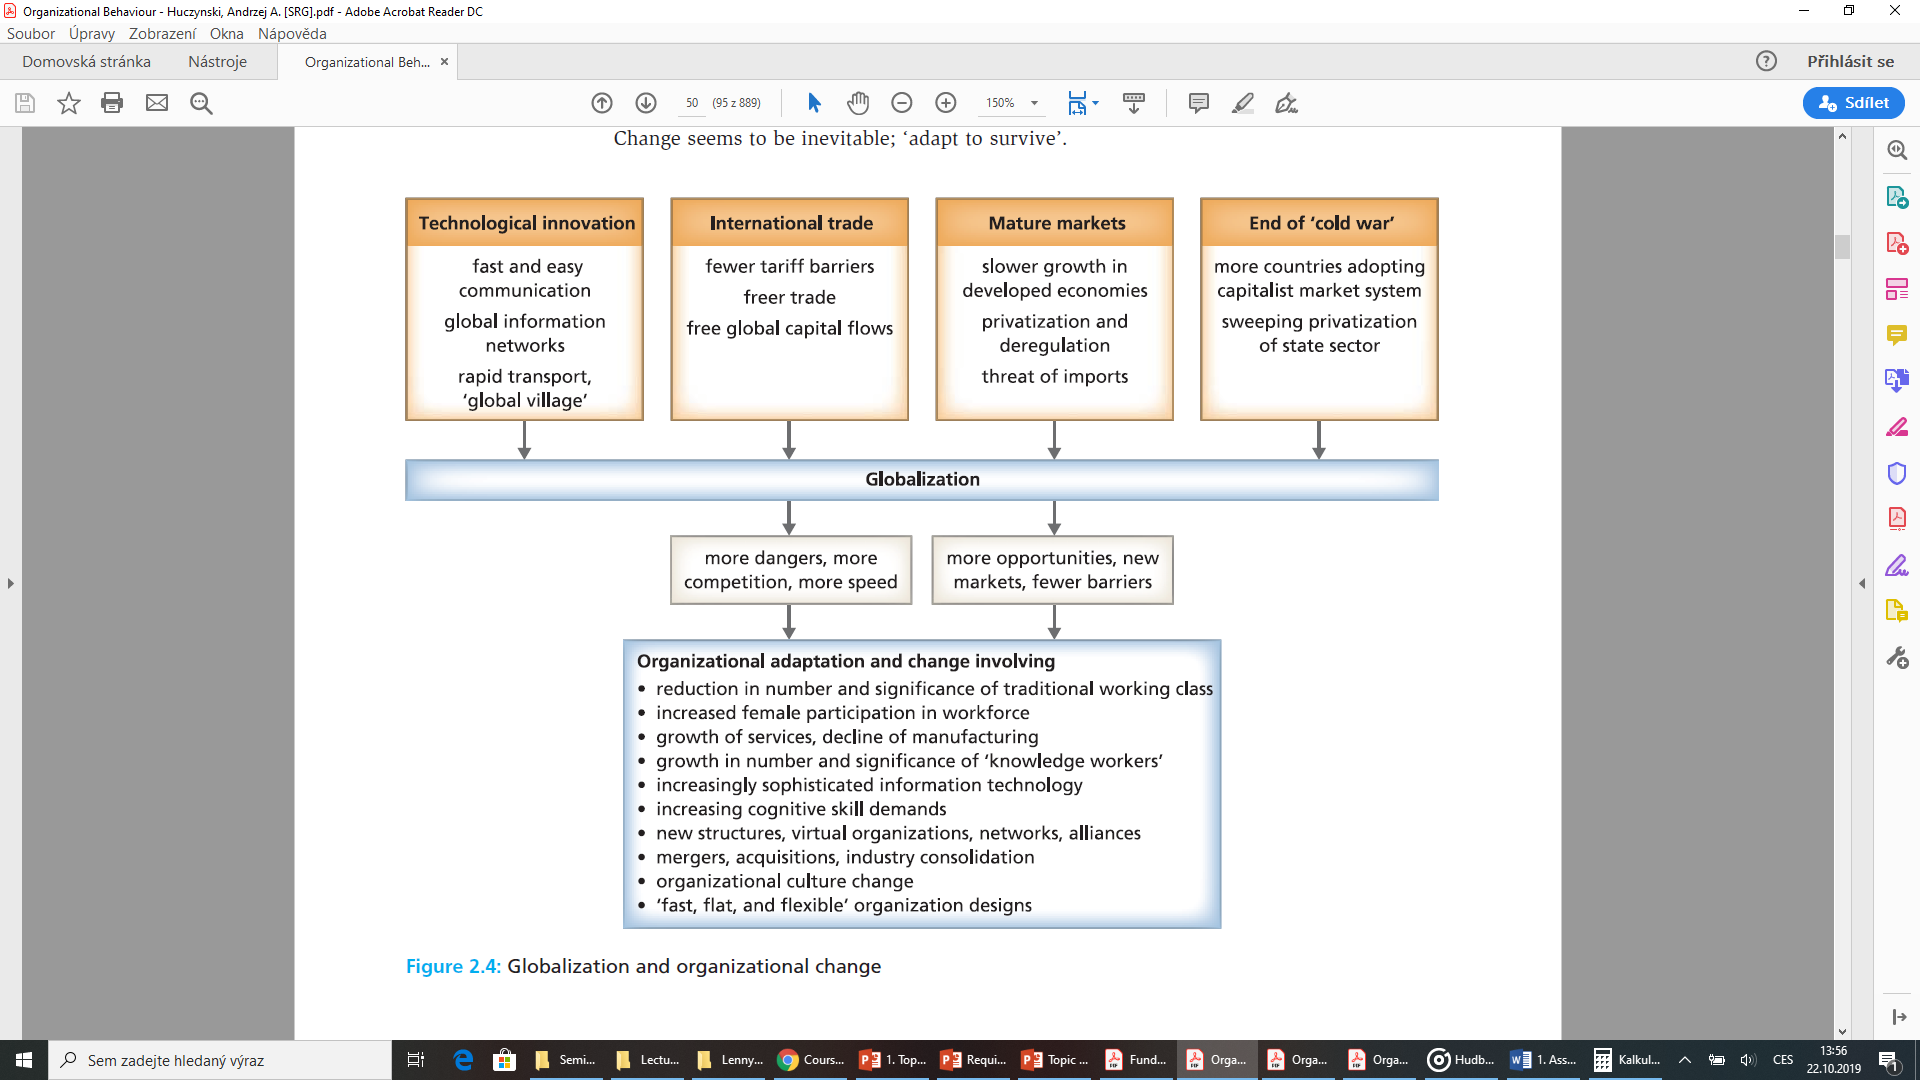 Organizational Behaviour - Huczynski, Andrzej A. [SRG].pdf - Adobe Acrobat Reader DC
Soubor Úpravy Zobrazení Okna Nápověda
Domovská stránka Nástroje Organizational Beh... × Přihlásit se
50 (95 z 889) 150% Sdílet
Change seems to be inevitable; ‘adapt to survive’.
Technological innovation
fast and easy
communication
global information
networks
rapid transport,
‘global village’
International trade
fewer tariff barriers
freer trade
free global capital flows
Mature markets
slower growth in
developed economies
privatization and
deregulation
threat of imports
End of ‘cold war’
more countries adopting
capitalist market system
sweeping privatization
of state sector
Globalization
more dangers, more
competition, more speed
more opportunities, new
markets, fewer barriers
Organizational adaptation and change involving
• reduction in number and significance of traditional working class
• increased female participation in workforce
• growth of services, decline of manufacturing
• growth in number and significance of ‘knowledge workers’
• increasingly sophisticated information technology
• increasing cognitive skill demands
• new structures, virtual organizations, networks, alliances
• mergers, acquisitions, industry consolidation
• organizational culture change
• ‘fast, flat, and flexible’ organization designs
Figure 2.4: Globalization and organizational change
Sem zadejte hledaný výraz
Semi... Lectu... Lenny... Cours... 1. Top... Requi... Topic ... Fund... Orga... Orga... Orga... Hudb... 1. Ass... Kalkul... CES
13:56
22.10.2019
1